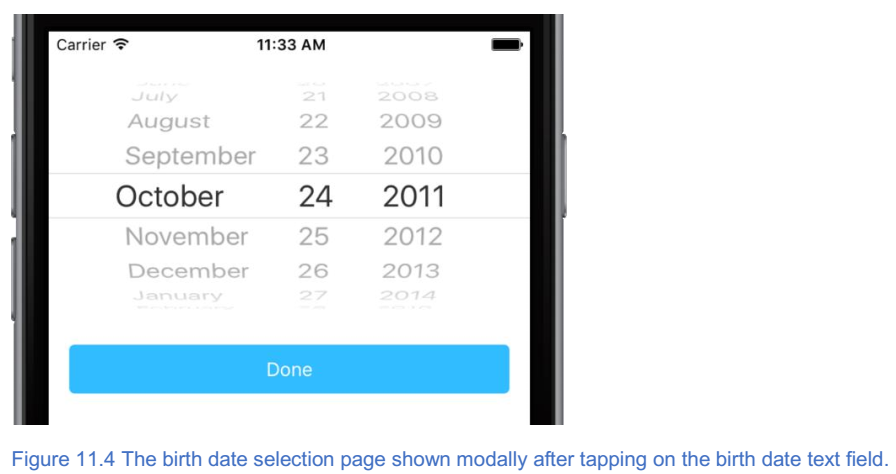 Carrier 11:33 AM
July 21 2008
August 22 2009
September 23 2010
October 24 2011
November 25 2012
December 26 2013
January 27 2014
Done
Figure 11.4 The birth date selection page shown modally after tapping on the birth date text field.